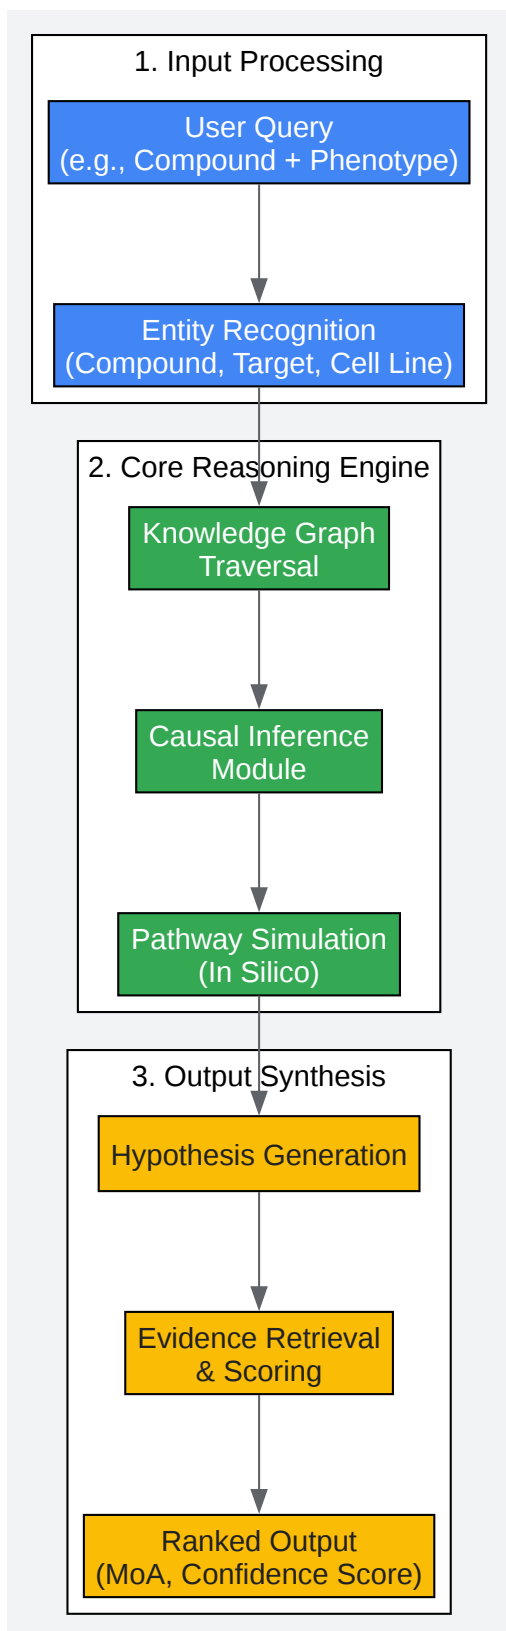 1. Input Processing
User Query
(e.g., Compound + Phenotype)
Entity Recognition
(Compound, Target, Cell Line)
2. Core Reasoning Engine
Knowledge Graph
Traversal
Causal Inference
Module
Pathway Simulation
(In Silico)
3. Output Synthesis
Hypothesis Generation
Evidence Retrieval
& Scoring
Ranked Output
(MoA, Confidence Score)